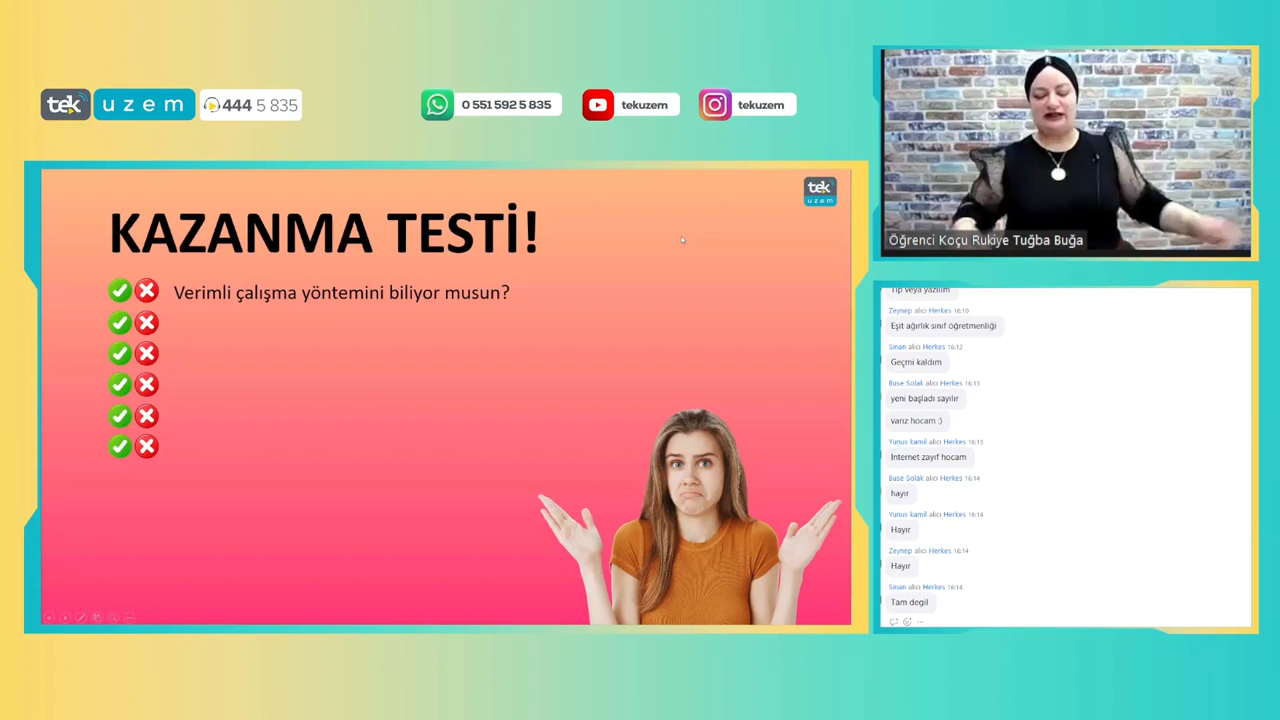 tek uzem 444 5 835
0 551 592 5 835
tekuzem
tekuzem
tek
uzem
KAZANMA TESTİ!
Verimli çalışma yöntemini biliyor musun?
Öğrenci Koçu Rukiye Tuğba Buğa
Tıp veya yazılım
Zeynep alıcı Herkes 16:10
Eşit ağırlık sınıf öğretmenliği
Sinan alıcı Herkes 16:12
Geçmi kaldım
Buse Solak alıcı Herkes 16:13
yeni başladı sayılır
varız hocam :)
Yunus kamil alıcı Herkes 16:13
Internet zayıf hocam
Buse Solak alıcı Herkes 16:14
hayır
Yunus kamil alıcı Herkes 16:14
Hayır
Zeynep alıcı Herkes 16:14
Hayır
Sinan alıcı Herkes 16:14
Tam degil